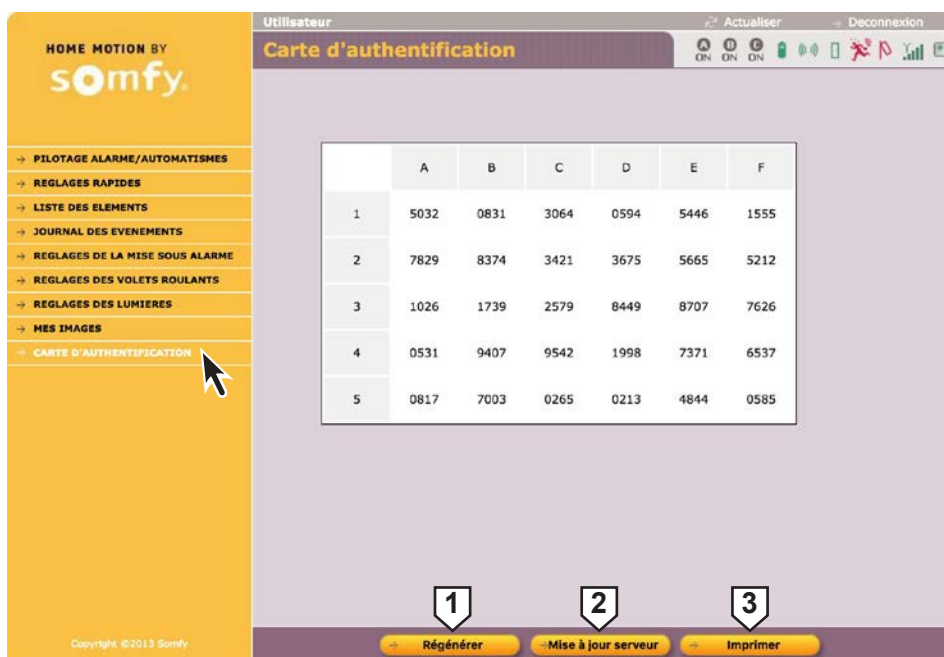 Utilisateur
Actualiser
Deconnexion
HOME MOTION BY
somfy.
Carte d'authentification
A ON B ON C ON
→ PILOTAGE ALARME/AUTOMATISMES
→ REGLAGES RAPIDES
→ LISTE DES ELEMENTS
→ JOURNAL DES EVENEMENTS
→ REGLAGES DE LA MISE SOUS ALARME
→ REGLAGES DES VOLETS ROULANTS
→ REGLAGES DES LUMIERES
→ MES IMAGES
→ CARTE D'AUTHENTIFICATION
A B C D E F
1 5032 0831 3064 0594 5446 1555
2 7829 8374 3421 3675 5665 5212
3 1026 1739 2579 8449 8707 7626
4 0531 9407 9542 1998 7371 6537
5 0817 7003 0265 0213 4844 0585
1 2 3
Régénérer
Mise à jour serveur
Imprimer
Copyright ©2013 Somfy